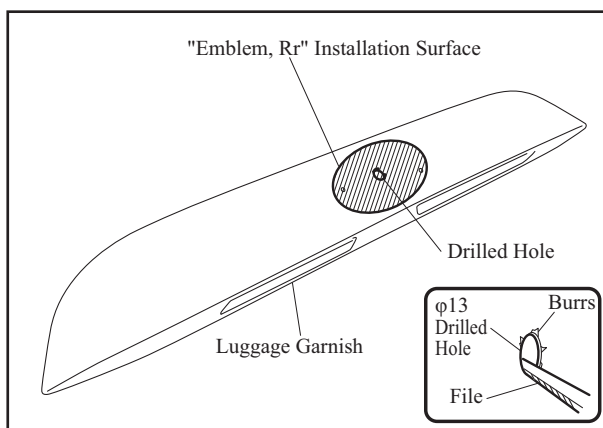 "Emblem, Rr" Installation Surface
Drilled Hole
Luggage Garnish
φ13
Drilled
Hole
Burrs
File